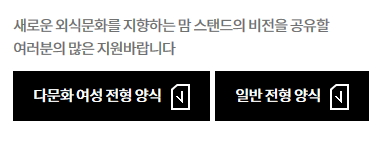 새로운 외식문화를 지향하는 맘 스탠드의 비전을 공유할
여러분의 많은 지원바랍니다
다문화 여성 전형 양식
일반 전형 양식